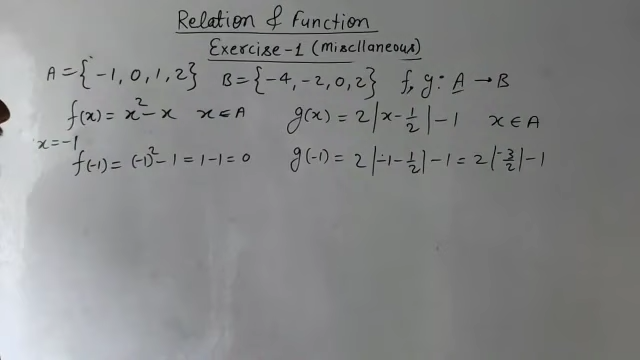 Relation & Function
Exercise-1 (Miscllaneous)
A = {-1, 0, 1, 2} B = {-4, -2, 0, 2} f, g: A → B
f(x) = x² - x x ∈ A g(x) = 2|x - 1/2| - 1 x ∈ A
x = -1
f(-1) = (-1)² - 1 = 1 - 1 = 0 g(-1) = 2|-1 - 1/2| - 1 = 2|-3/2| - 1